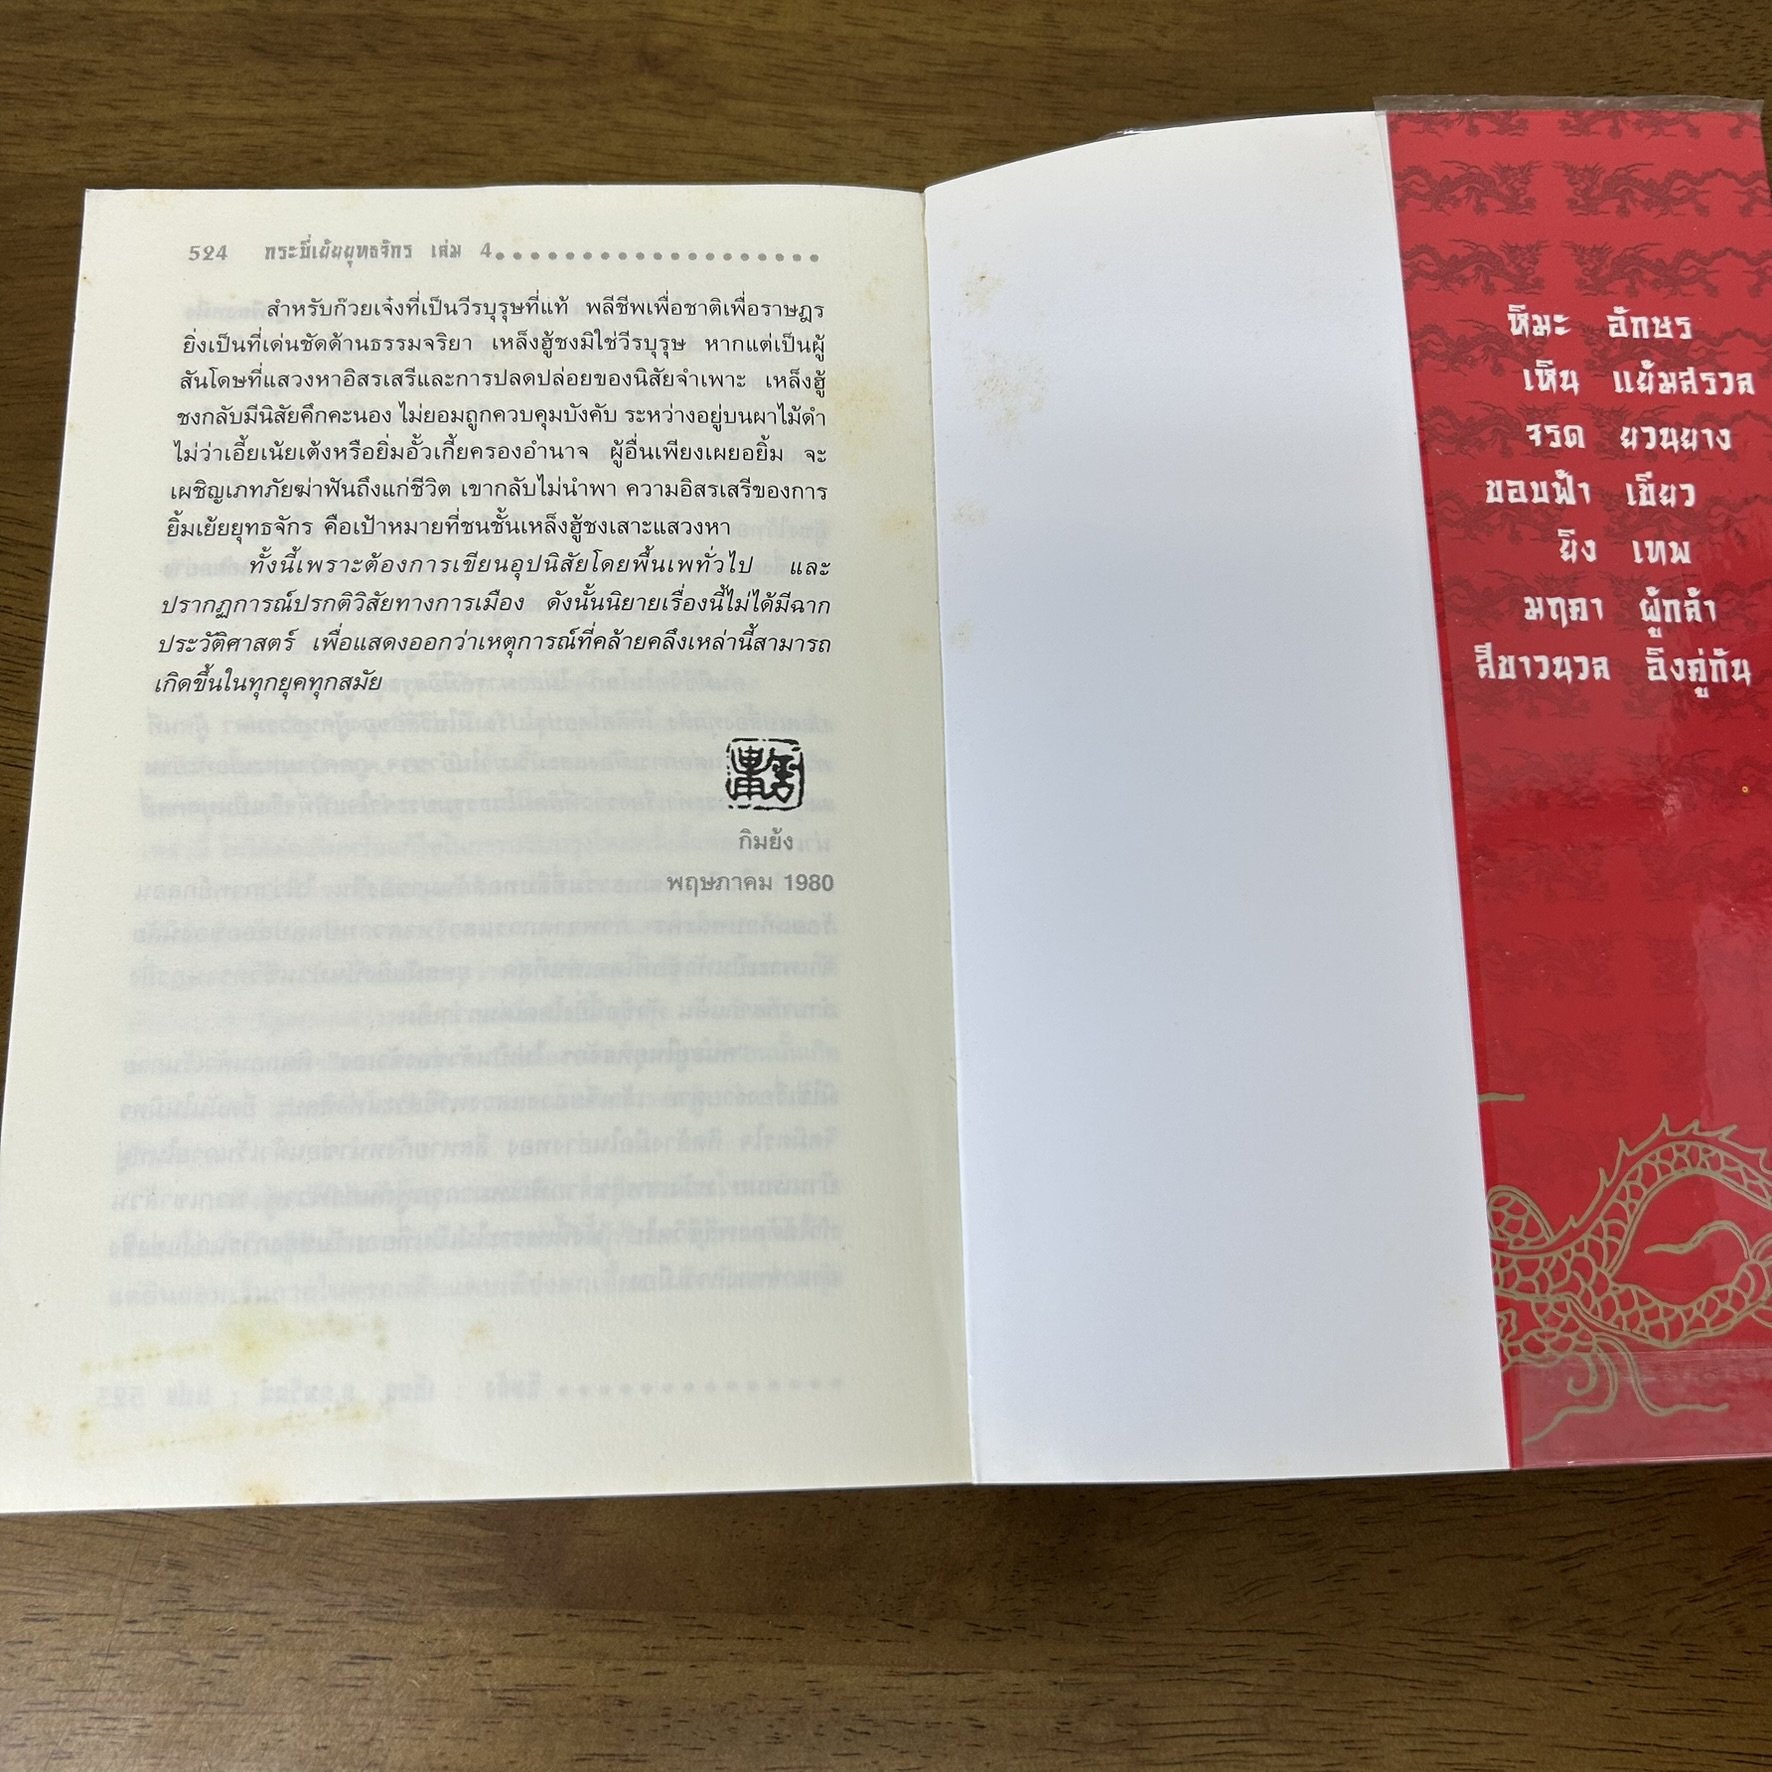 524 กระบี่เย้ยยุทธจักร เล่ม 4
สำหรับก๊วยเจ๋งที่เป็นวีรบุรุษที่แท้ พลีชีพเพื่อชาติเพื่อราษฎร
ยิ่งเป็นที่เด่นชัดด้านธรรมจริยา เหล็งฮู้ชงมิใช่วีรบุรุษ หากแต่เป็นผู้
สันโดษที่แสวงหาอิสรเสรีและการปลดปล่อยของนิสัยจำเพาะ เหล็งฮู้
ชงกลับมีนิสัยคึกคะนอง ไม่ยอมถูกควบคุมบังคับ ระหว่างอยู่บนผาไม้ดำ
ไม่ว่าเอี้ยเน้ยเต้งหรือยิ่มอั้วเกี้ยครองอำนาจ ผู้อื่นเพียงเผยอยิ้ม จะ
เผชิญเภทภัยฆ่าฟันถึงแก่ชีวิต เขากลับไม่นำพา ความอิสรเสรีของการ
ยิ้มเย้ยยุทธจักร คือเป้าหมายที่ชนชั้นเหล็งฮู้ชงเสาะแสวงหา
ทั้งนี้เพราะต้องการเขียนอุปนิสัยโดยพื้นเพทั่วไป และ
ปรากฏการณ์ปรกติวิสัยทางการเมือง ดังนั้นนิยายเรื่องนี้ไม่ได้มีฉาก
ประวัติศาสตร์ เพื่อแสดงออกว่าเหตุการณ์ที่คล้ายคลึงเหล่านี้สามารถ
เกิดขึ้นในทุกยุคทุกสมัย
กิมย้ง
พฤษภาคม 1980
หิมะ อักษร
เหิน แย้มสรวล
จรด ยวนยาง
ขอบฟ้า เขียว
ยิง เทพ
มฤคา ผู้กล้า
สีขาวนวล อิงคู่กัน